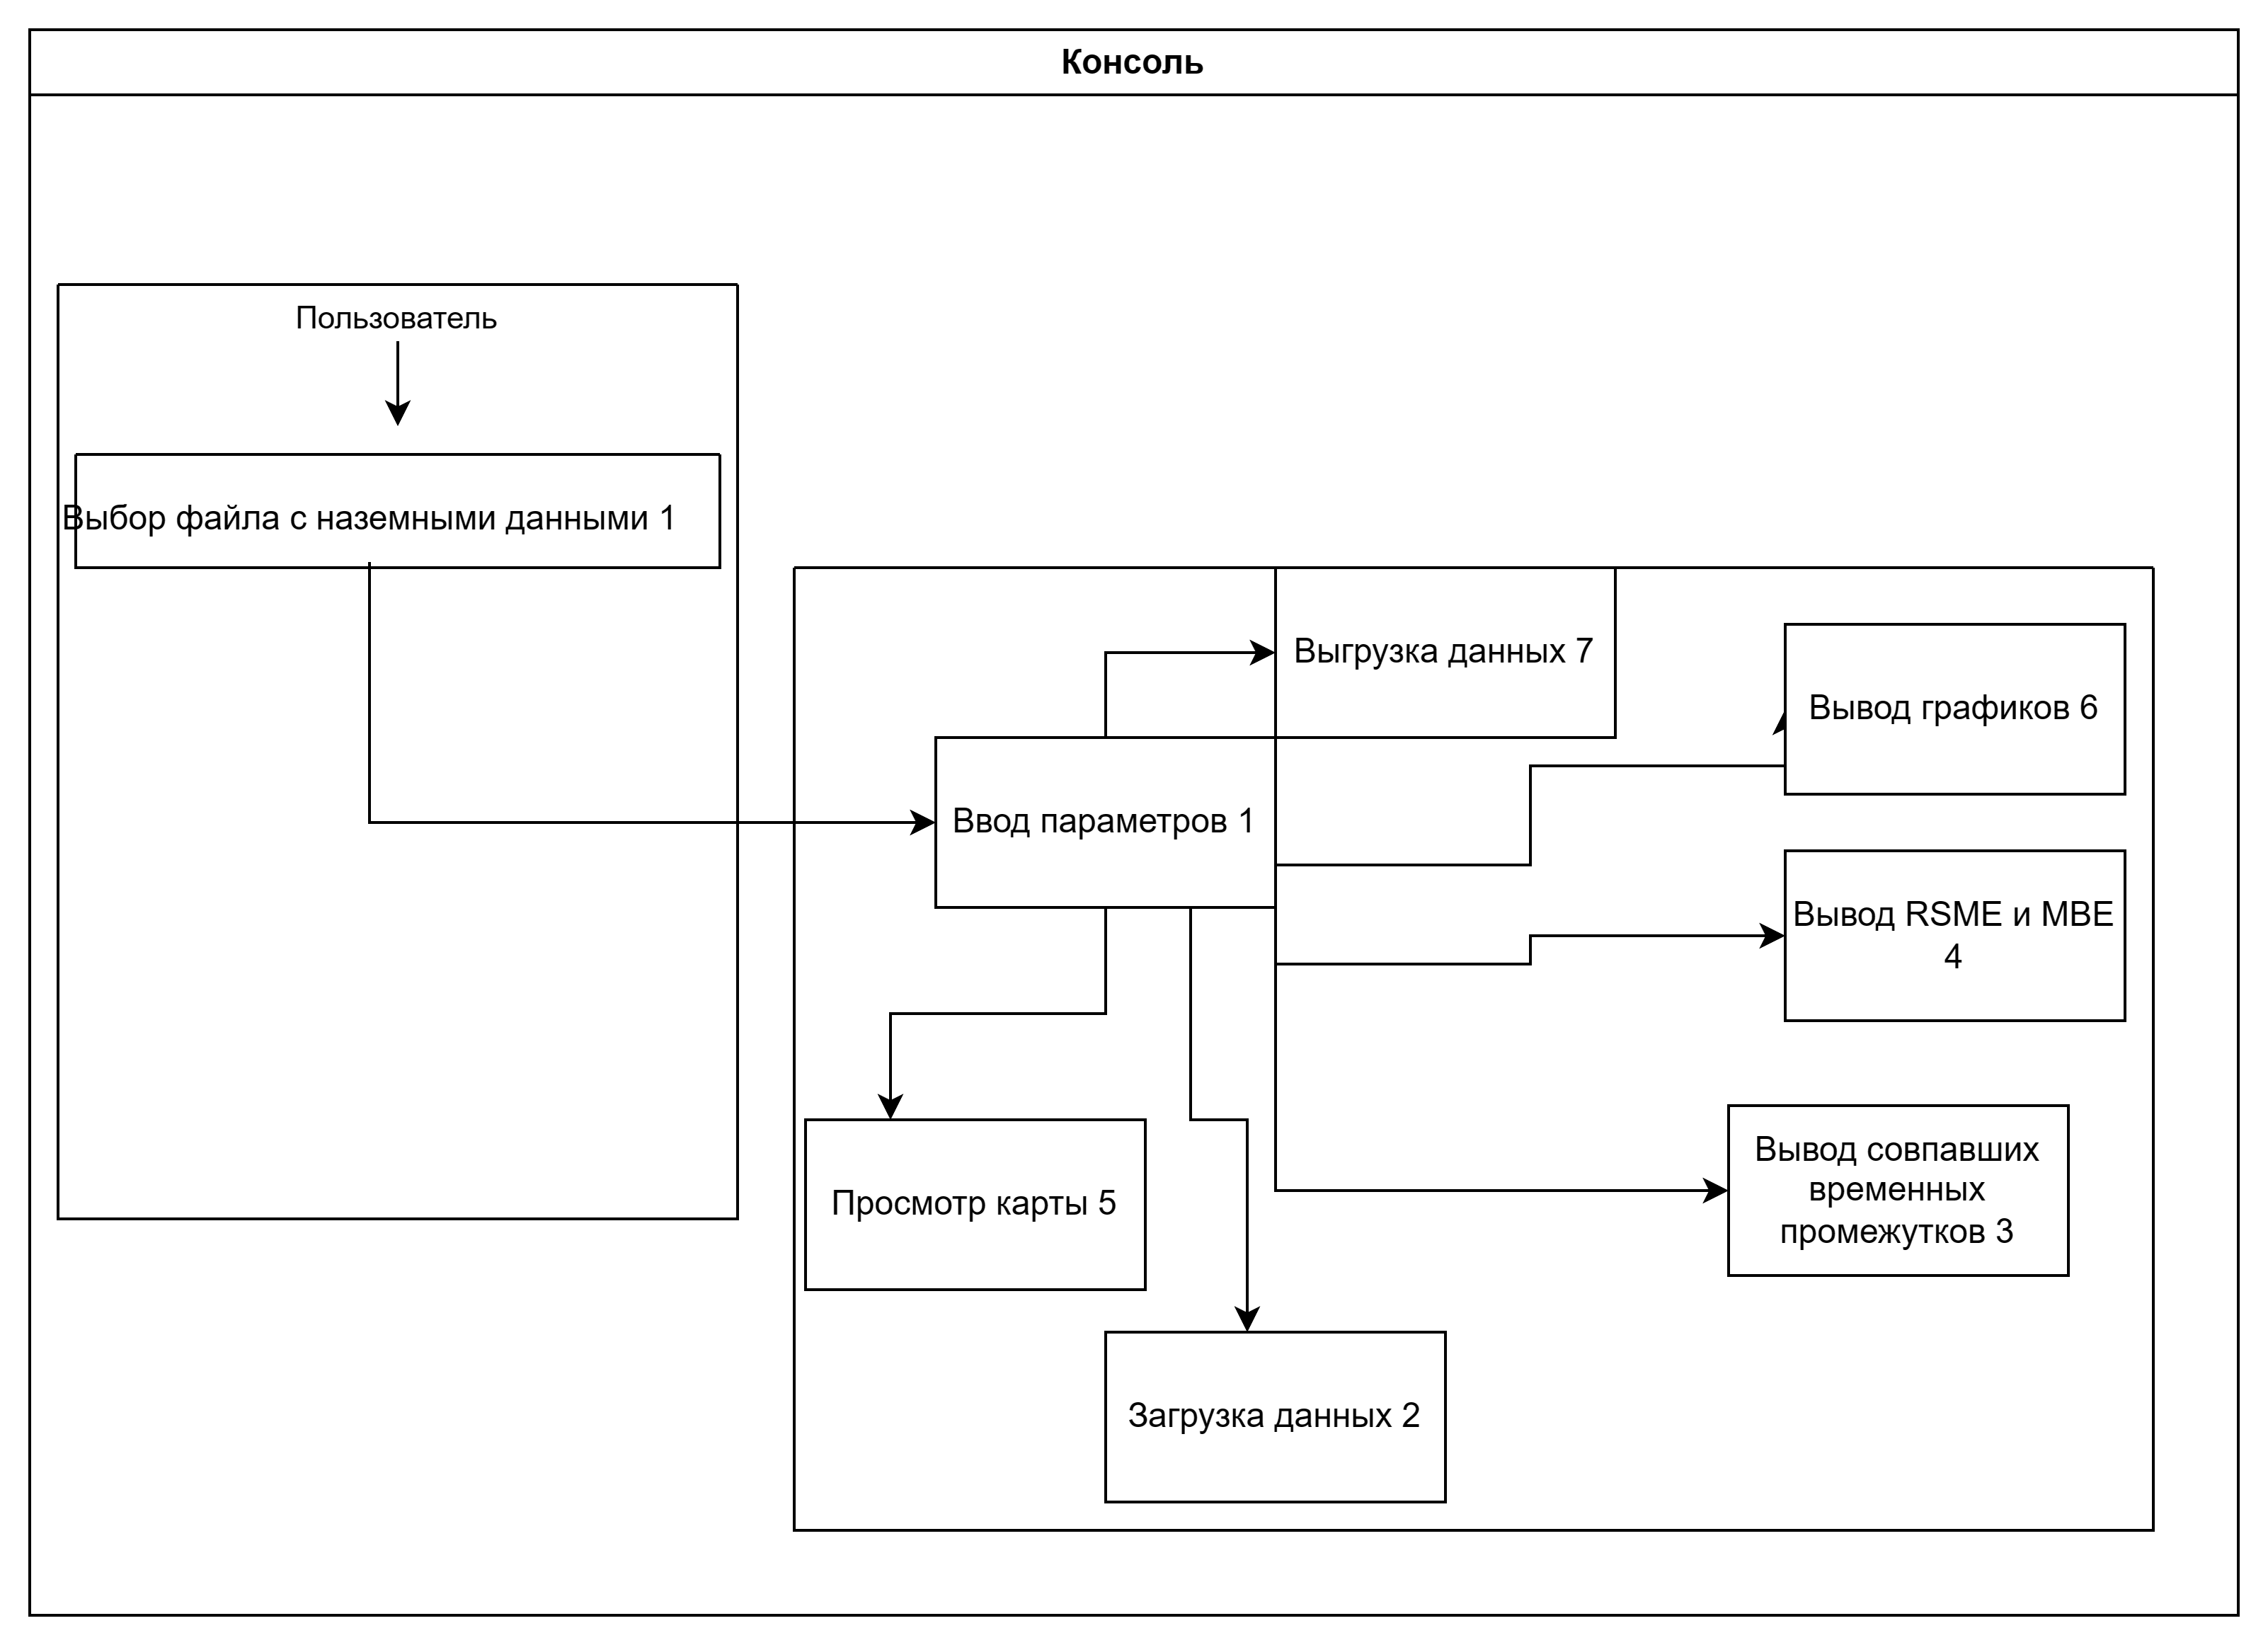 Консоль
Пользователь
Выбор файла с наземными данными 1
Выгрузка данных 7
Вывод графиков 6
Ввод параметров 1
Вывод RSME и MBE
4
Вывод совпавших
временных
промежутков 3
Просмотр карты 5
Загрузка данных 2